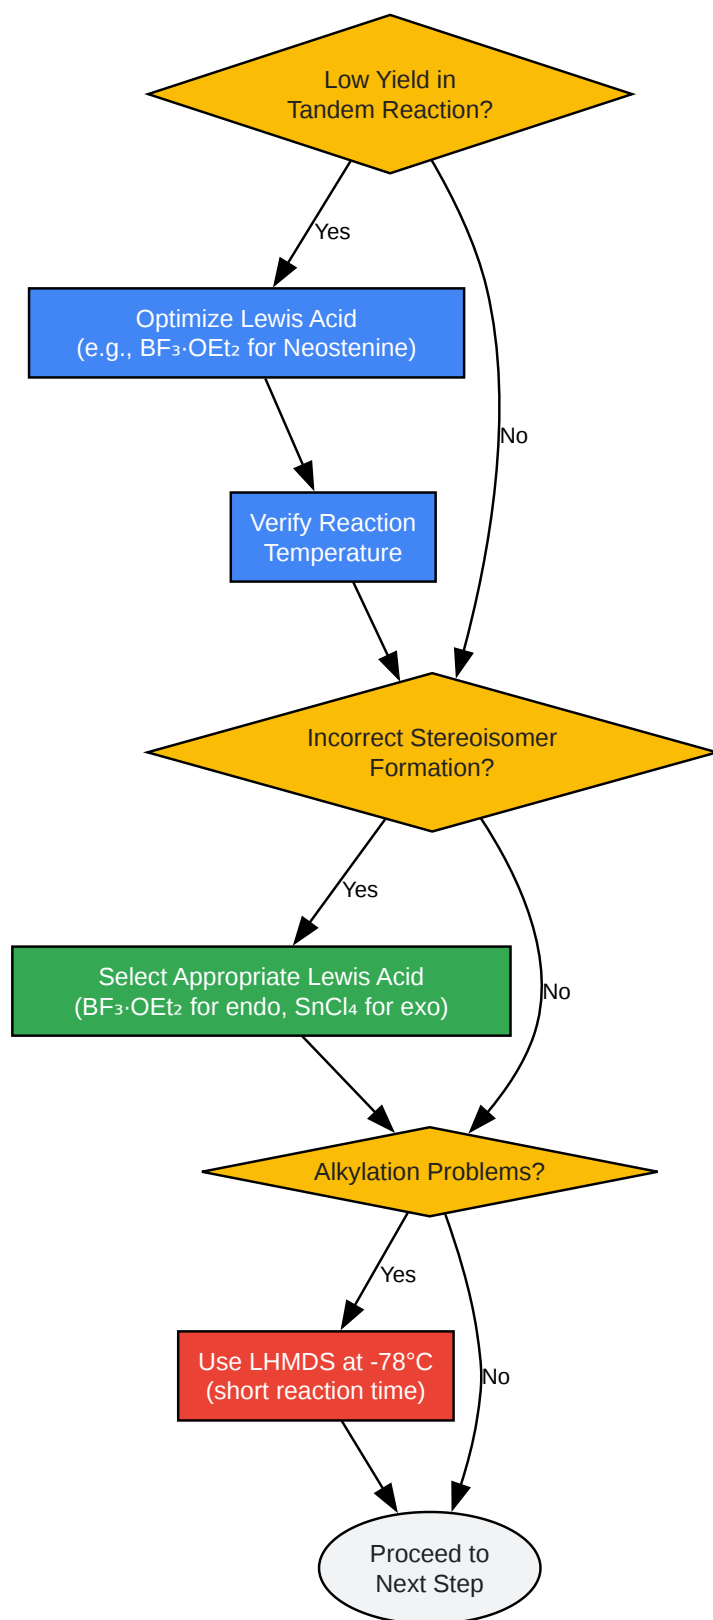 Low Yield in
Tandem Reaction?
Yes
Optimize Lewis Acid
(e.g., BF₃·OEt₂ for Neostenine)
No
Verify Reaction
Temperature
Incorrect Stereoisomer
Formation?
Yes
Select Appropriate Lewis Acid
(BF₃·OEt₂ for endo, SnCl₄ for exo)
No
Alkylation Problems?
Yes
Use LHMDS at -78°C
(short reaction time)
No
Proceed to
Next Step